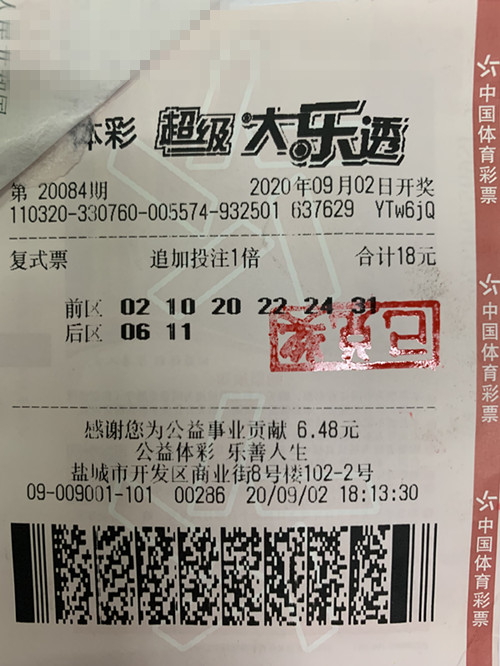 体彩 超级大乐透
第 20084期 2020年09月02日开奖
110320-330760-005574-932501 637629 YTw6jQ
复式票 追加投注1倍 合计18元
前区 02 10 20 22 24 31
后区 06 11
感谢您为公益事业贡献 6.48元
公益体彩 乐善人生
盐城市开发区商业街8号楼102-2号
09-009001-101 00286 20/09/02 18:13:30
中国体育彩票
中国体育彩票
中国体育彩票